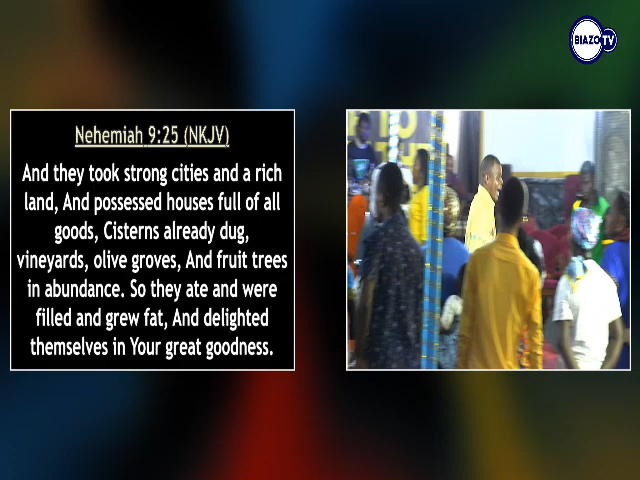 BIAZO TV
Nehemiah 9:25 (NKJV)
And they took strong cities and a rich
land, And possessed houses full of all
goods, Cisterns already dug,
vineyards, olive groves, And fruit trees
in abundance. So they ate and were
filled and grew fat, And delighted
themselves in Your great goodness.